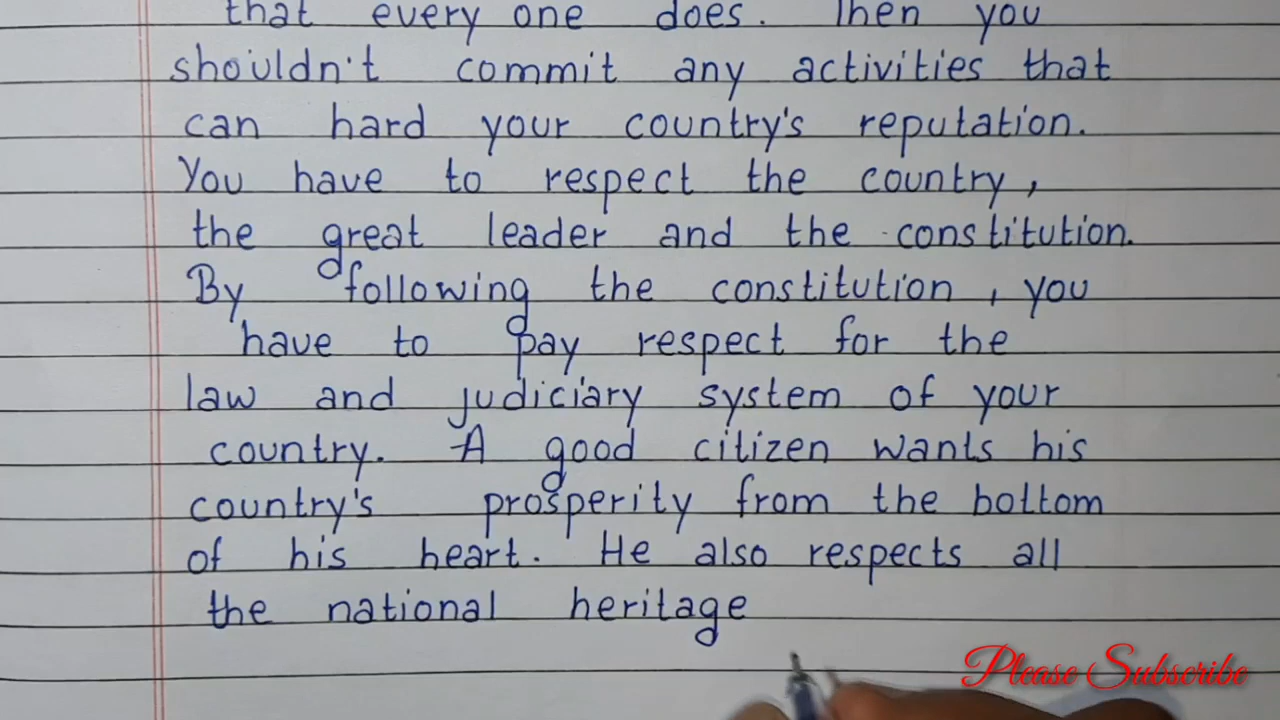 that every one does. Then you
shouldn't commit any activities that
can hard your country's reputation.
You have to respect the country,
the great leader and the constitution.
By following the constitution, you
have to pay respect for the
law and judiciary system of your
country. A good citizen wants his
country's prosperity from the bottom
of his heart. He also respects all
the national heritage
Please Subscribe